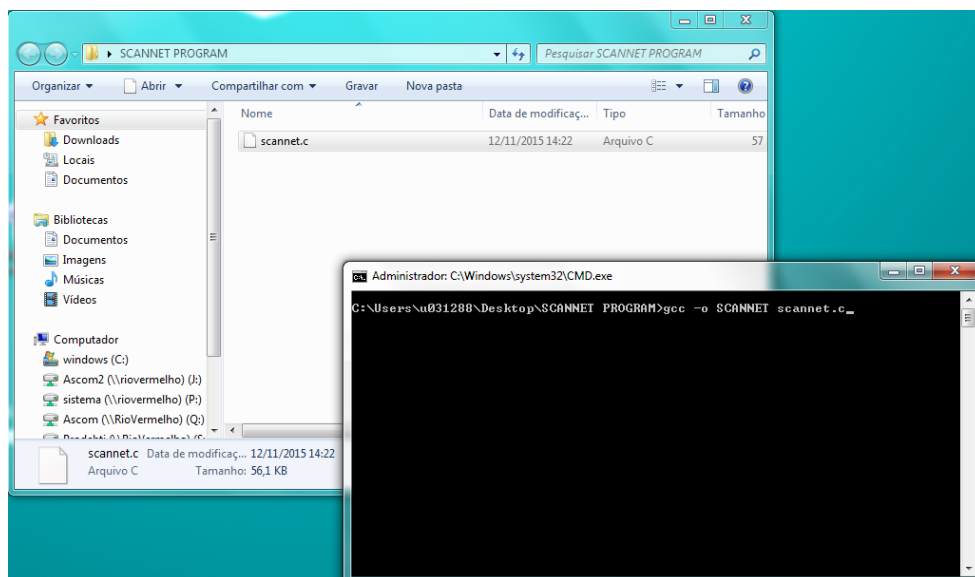 SCANNET PROGRAM
Pesquisar SCANNET PROGRAM
Organizar Abrir Compartilhar com Gravar Nova pasta
Favoritos
Downloads
Locais
Documentos
Bibliotecas
Documentos
Imagens
Músicas
Vídeos
Computador
windows (C:)
Ascom2 (\\riovermelho) (J:)
sistema (\\riovermelho) (P:)
Ascom (\\RioVermelho) (Q:)
Nome Data de modificaç... Tipo Tamanho
scannet.c 12/11/2015 14:22 Arquivo C 57
scannet.c Data de modificaç... 12/11/2015 14:22
Arquivo C Tamanho: 56,1 KB
Administrador: C:\Windows\system32\CMD.exe
C:\Users\u031288\Desktop\SCANNET PROGRAM>gcc -o SCANNET scannet.c_